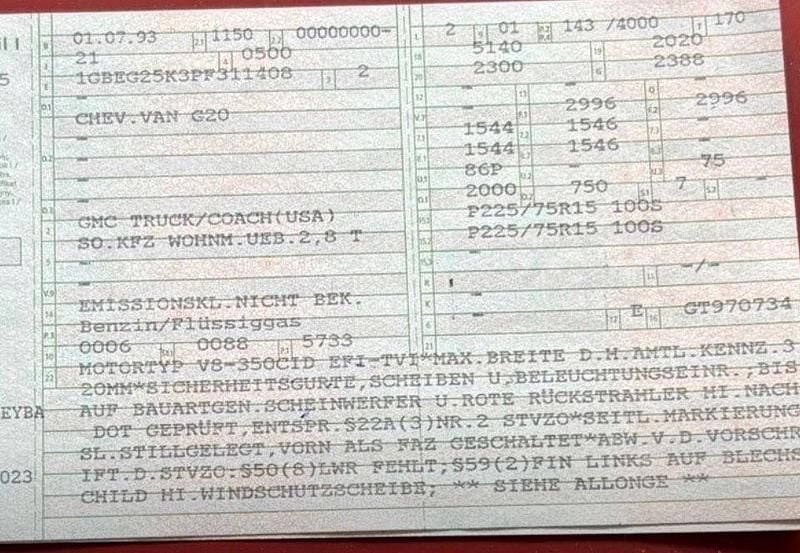 01.07.93 1150 00000000-
21 0500
1GBEG25K3PF311408 2
-
CHEV.VAN G20
-
-
-
-
GMC TRUCK/COACH(USA)
SO.KFZ WOHNM.UEB.2,8 T
-
-
EMISSIONSKL.NICHT BEK.
Benzin/Flüssiggas
0006 0088 5733
2 01 143 /4000 170
5140 2020
2300 2388
- - -
- 2996 2996
1544 1546 -
1544 1546 -
86P - 75
2000 750 7 -
P225/75R15 100S
P225/75R15 100S
-
-/-
-
- E GT970734
MOTORTYP V8-350CID EFI-TVI*MAX.BREITE D.H.AMTL.KENNZ.3
20MM*SICHERHEITSGURTE,SCHEIBEN U.BELEUCHTUNGSEINR.;BIS
AUF BAUARTGEN.SCHEINWERFER U.ROTE RÜCKSTRAHLER HI.NACH
DOT GEPRÜFT,ENTSPR.§22A(3)NR.2 STVZO*SEITL.MARKIERUNG
SL.STILLGELEGT,VORN ALS FAZ GESCHALTET*ABW.V.D.VORSCHR
IFT.D.STVZO:§50(8)LWR FEHLT;§59(2)FIN LINKS AUF BLECHS
CHILD HI.WINDSCHUTZSCHEIBE; ** SIEHE ALLONGE **
EYBA
023